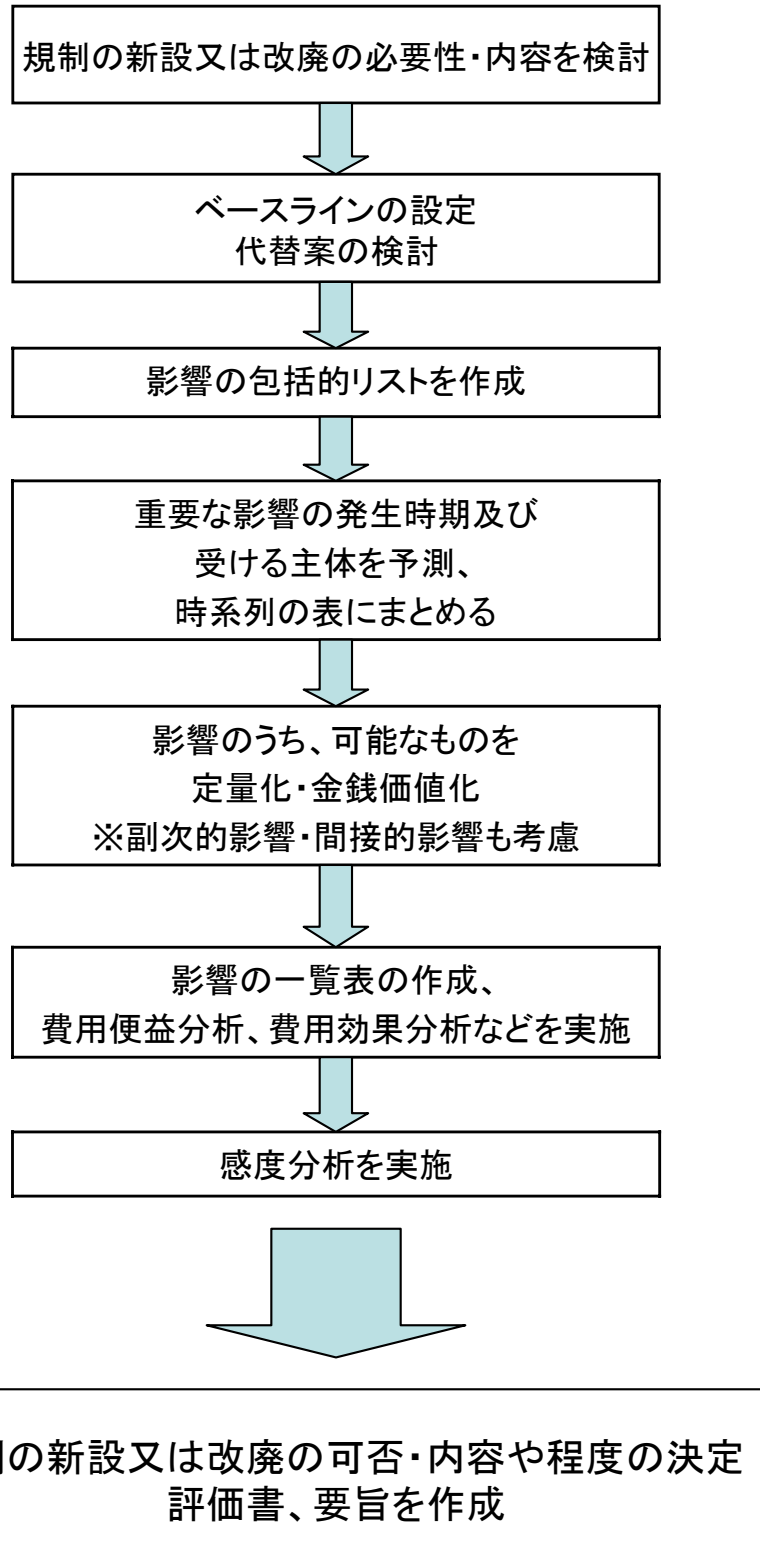 規制の新設又は改廃の必要性・内容を検討
ベースラインの設定
代替案の検討
影響の包括的リストを作成
重要な影響の発生時期及び
受ける主体を予測、
時系列の表にまとめる
影響のうち、可能なものを
定量化・金銭価値化
※副次的影響・間接的影響も考慮
影響の一覧表の作成、
費用便益分析、費用効果分析などを実施
感度分析を実施
の新設又は改廃の可否・内容や程度の決定
評価書、要旨を作成